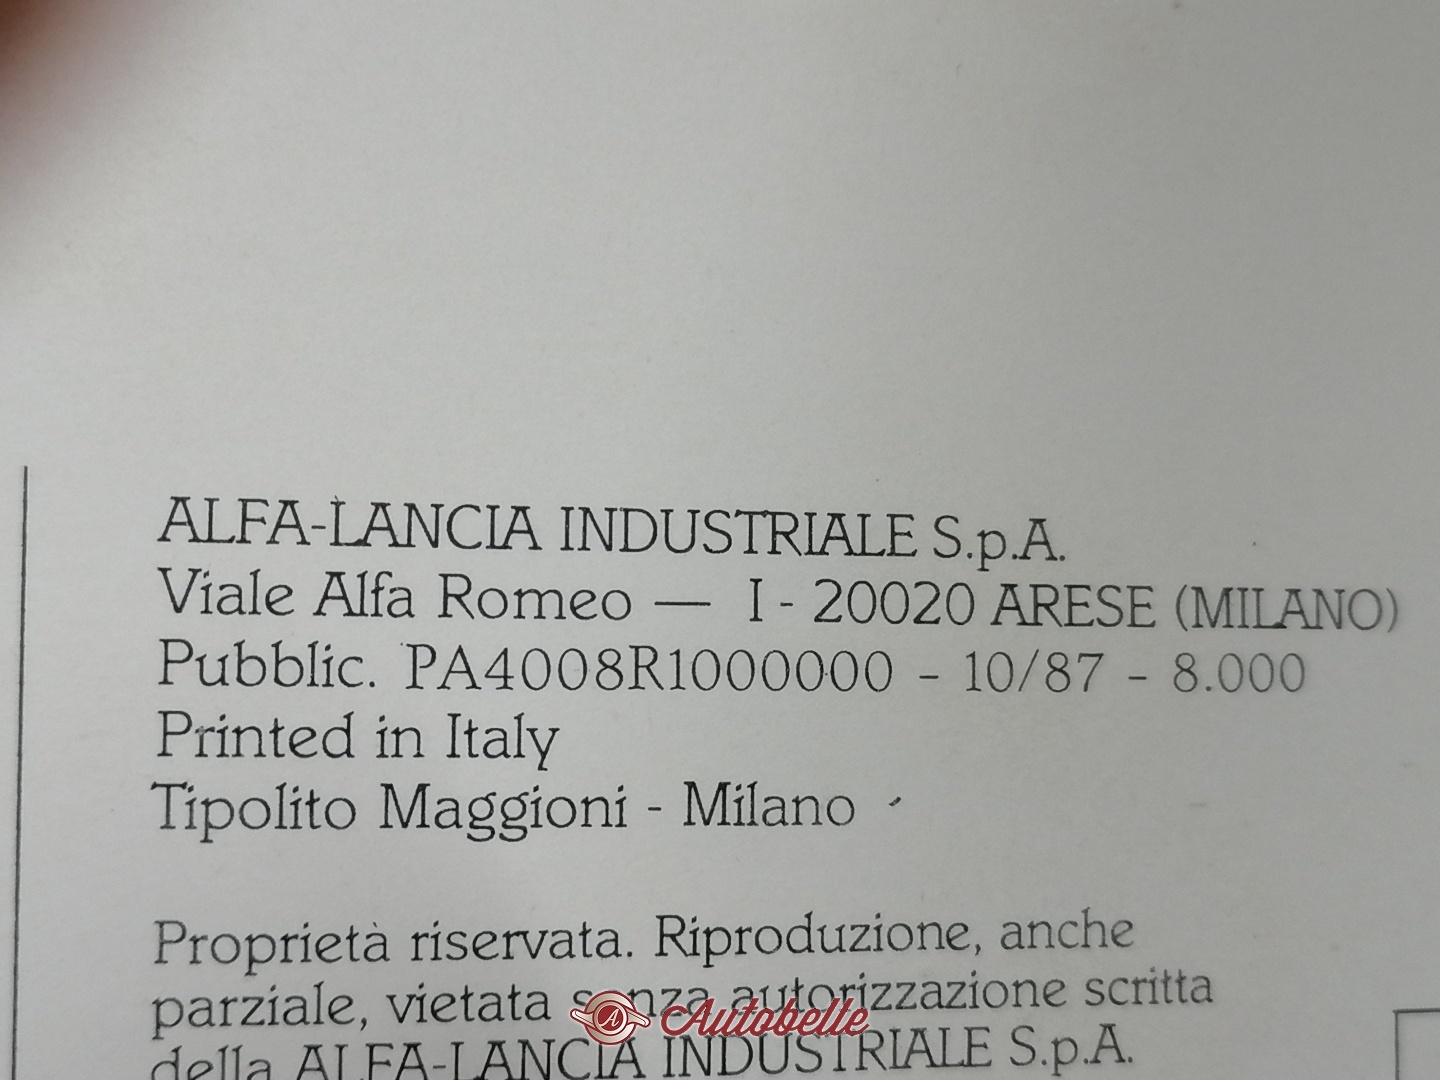 ALFA-LANCIA INDUSTRIALE S.p.A.
Viale Alfa Romeo — I - 20020 ARESE (MILANO)
Pubblic. PA4008R1000000 - 10/87 - 8.000
Printed in Italy
Tipolito Maggioni - Milano
Proprietà riservata. Riproduzione, anche
parziale, vietata senza autorizzazione scritta
della ALFA-LANCIA INDUSTRIALE S.p.A.
A Autobelle